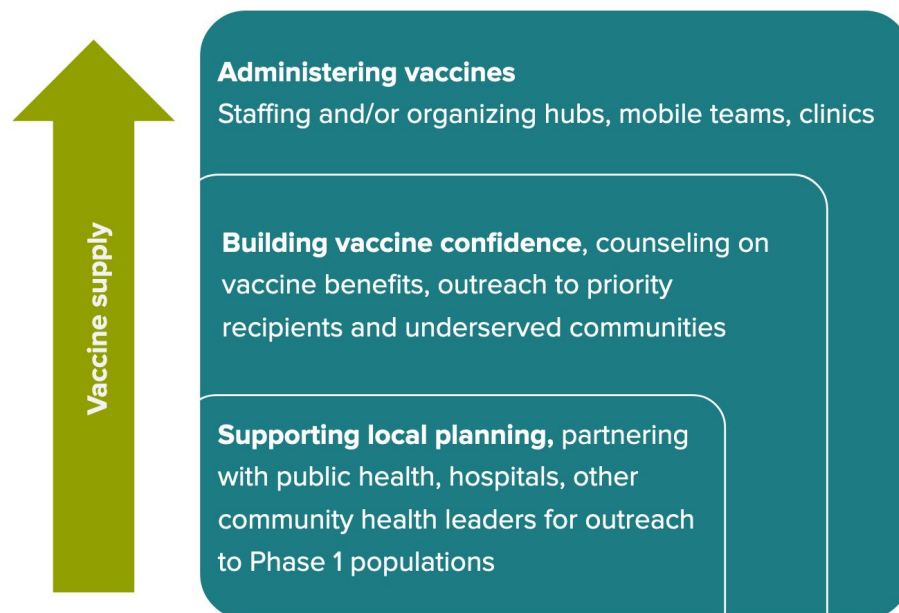 Vaccine supply
Administering vaccines
Staffing and/or organizing hubs, mobile teams, clinics
Building vaccine confidence, counseling on
vaccine benefits, outreach to priority
recipients and underserved communities
Supporting local planning, partnering
with public health, hospitals, other
community health leaders for outreach
to Phase 1 populations